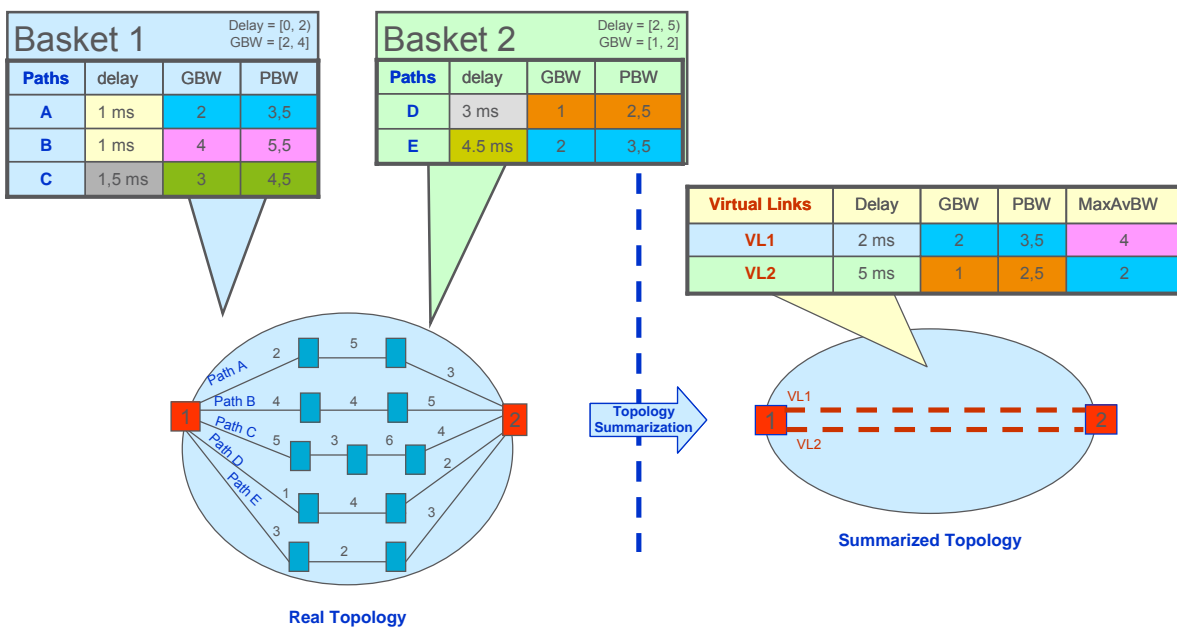 Basket 1
Delay = [0, 2)
GBW = [2, 4]
Paths delay GBW PBW
A 1 ms 2 3,5
B 1 ms 4 5,5
C 1,5 ms 3 4,5
Basket 2
Delay = [2, 5)
GBW = [1, 2]
Paths delay GBW PBW
D 3 ms 1 2,5
E 4.5 ms 2 3,5
Virtual Links Delay GBW PBW MaxAvBW
VL1 2 ms 2 3,5 4
VL2 5 ms 1 2,5 2
1
2
Path A 2 5 3
Path B 4 4 5
Path C 5 3 6 4
Path D 1 4 2
Path E 3 2 3
Real Topology
Topology
Summarization
1
VL1
VL2
2
Summarized Topology